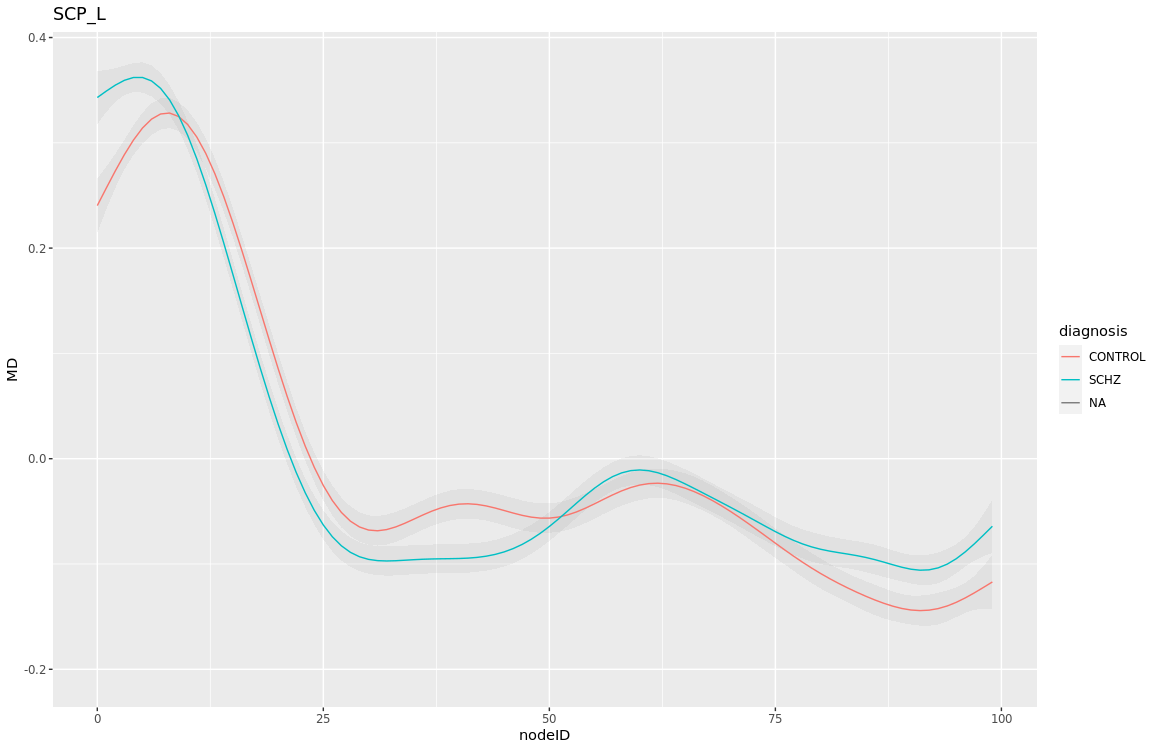 SCP_L
0.4
0.2
0.0
-0.2
MD
0
25
50
75
100
nodeID
diagnosis
CONTROL
SCHZ
NA